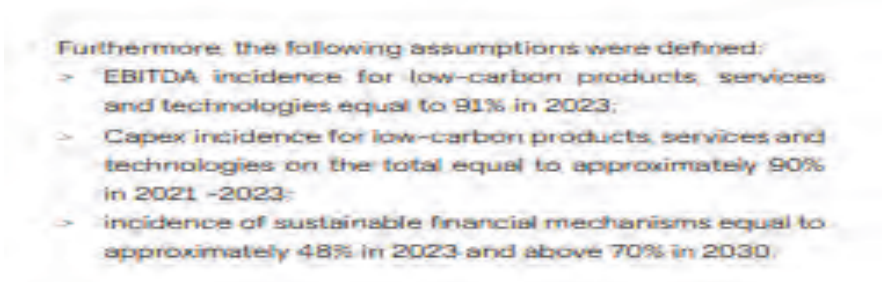 Furthermore, the following assumptions were defined:
> EBITDA incidence for low-carbon products, services
and technologies equal to 91% in 2023;
> Capex incidence for low-carbon products, services and
technologies on the total equal to approximately 90%
in 2021 -2023;
> incidence of sustainable financial mechanisms equal to
approximately 48% in 2023 and above 70% in 2030.